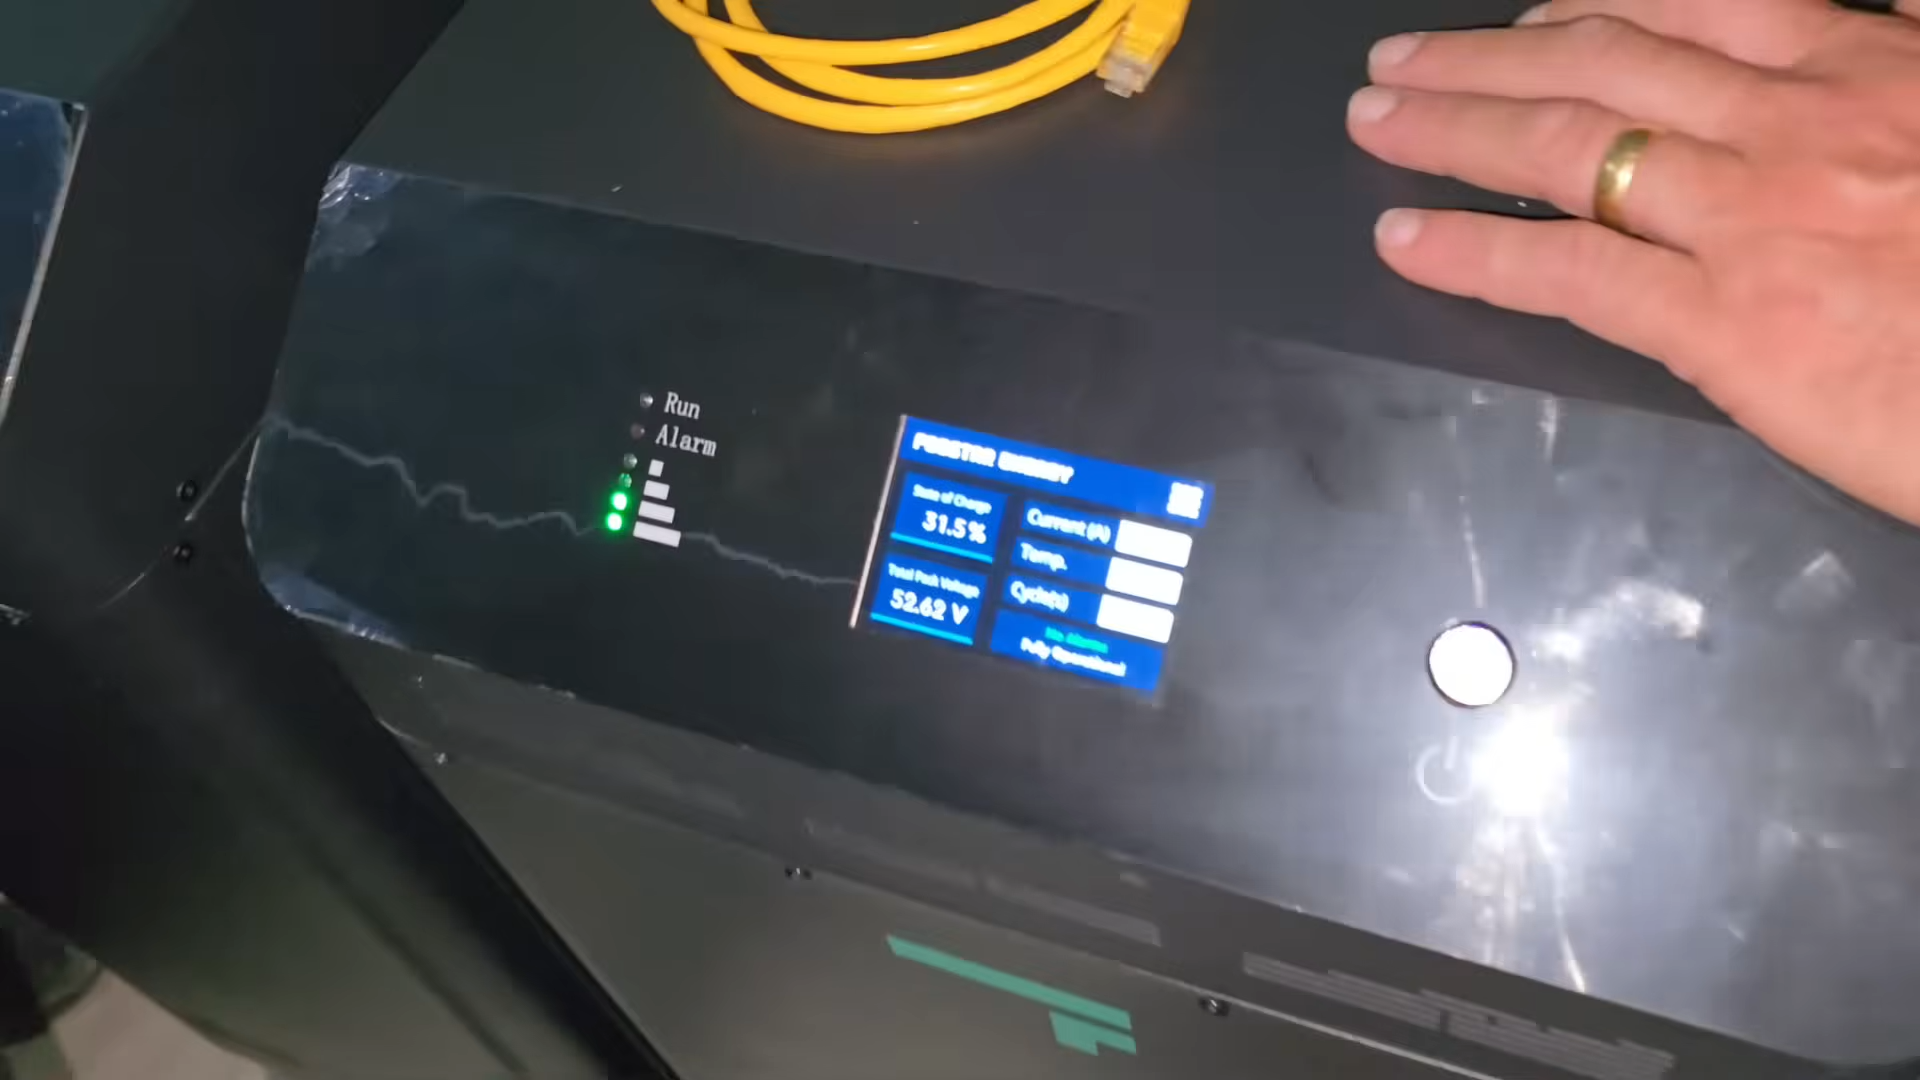 Run
Alarm
State of Charge
31.5 %
Total Pack Voltage
52.62 V
Current (A)
Temp.
Cycle(s)
No Alarms
Fully Operational